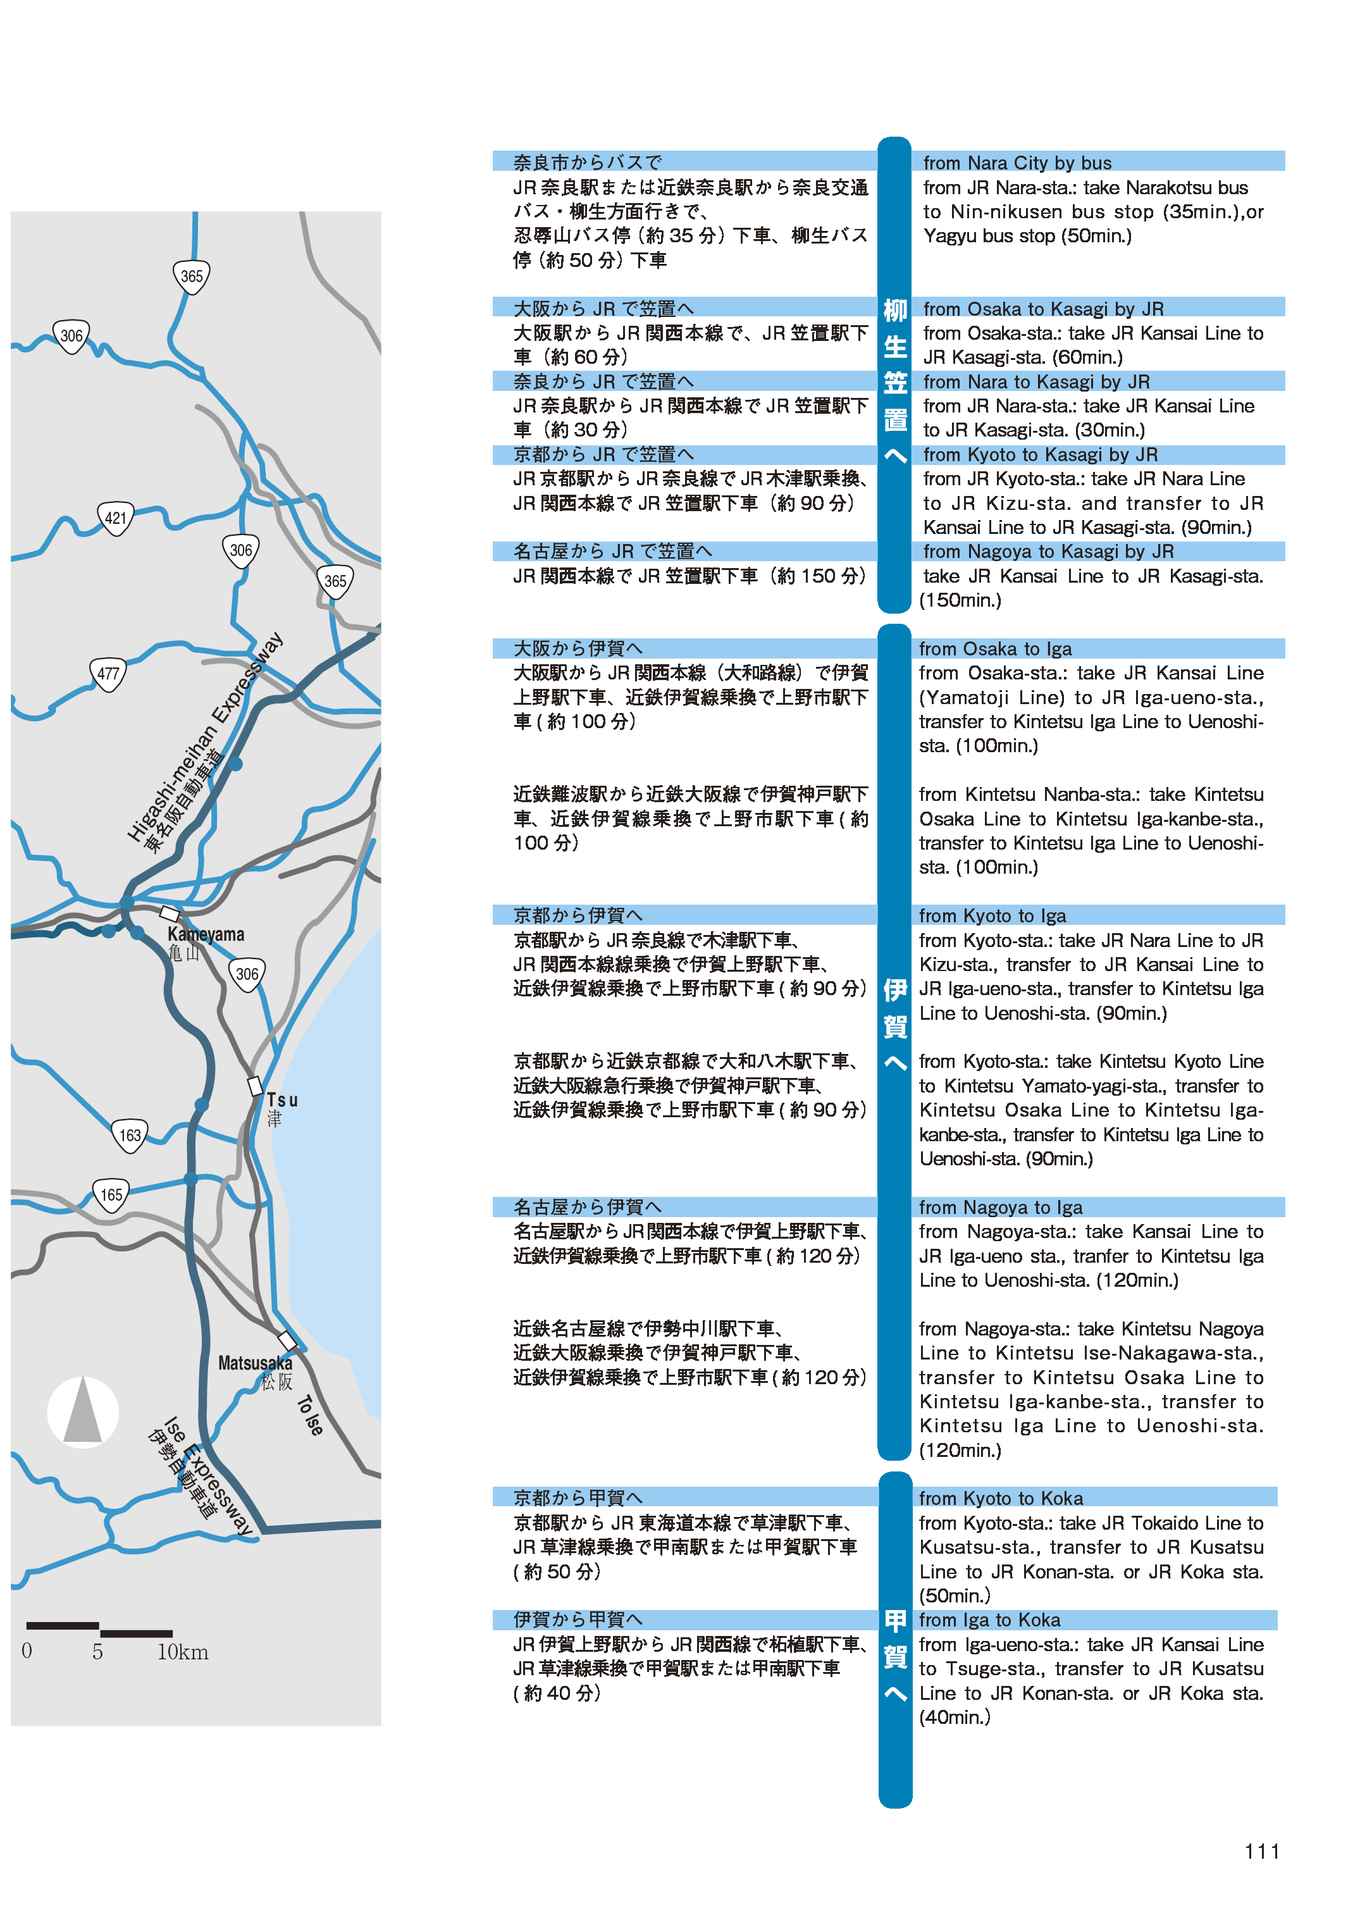 365
306
421
306
365
477
Higashi-meihan Expressway
東名阪自動車道
Kameyama
亀山
306
Tsu
津
163
165
Matsusaka
松阪
To Ise
Ise Expressway
伊勢自動車道
0 5 10km
奈良市からバスで
JR奈良駅または近鉄奈良駅から奈良交通
バス・柳生方面行きで、
忍辱山バス停（約35分）下車、柳生バス
停（約50分）下車
大阪からJRで笠置へ
大阪駅からJR関西本線で、JR笠置駅下
車（約60分）
奈良からJRで笠置へ
JR奈良駅からJR関西本線でJR笠置駅下
車（約30分）
京都からJRで笠置へ
JR京都駅からJR奈良線でJR木津駅乗換、
JR関西本線でJR笠置駅下車（約90分）
名古屋からJRで笠置へ
JR関西本線でJR笠置駅下車（約150分）
柳生笠置へ
from Nara City by bus
from JR Nara-sta.: take Narakotsu bus
to Nin-nikusen bus stop (35min.),or
Yagyu bus stop (50min.)
from Osaka to Kasagi by JR
from Osaka-sta.: take JR Kansai Line to
JR Kasagi-sta. (60min.)
from Nara to Kasagi by JR
from JR Nara-sta.: take JR Kansai Line
to JR Kasagi-sta. (30min.)
from Kyoto to Kasagi by JR
from JR Kyoto-sta.: take JR Nara Line
to JR Kizu-sta. and transfer to JR
Kansai Line to JR Kasagi-sta. (90min.)
from Nagoya to Kasagi by JR
take JR Kansai Line to JR Kasagi-sta.
(150min.)
大阪から伊賀へ
大阪駅からJR関西本線（大和路線）で伊賀
上野駅下車、近鉄伊賀線乗換で上野市駅下
車(約100分）
近鉄難波駅から近鉄大阪線で伊賀神戸駅下
車、近鉄伊賀線乗換で上野市駅下車(約
100分）
京都から伊賀へ
京都駅からJR奈良線で木津駅下車、
JR関西本線線乗換で伊賀上野駅下車、
近鉄伊賀線乗換で上野市駅下車(約90分）
京都駅から近鉄京都線で大和八木駅下車、
近鉄大阪線急行乗換で伊賀神戸駅下車、
近鉄伊賀線乗換で上野市駅下車(約90分）
名古屋から伊賀へ
名古屋駅からJR関西本線で伊賀上野駅下車、
近鉄伊賀線乗換で上野市駅下車(約120分）
近鉄名古屋線で伊勢中川駅下車、
近鉄大阪線乗換で伊賀神戸駅下車、
近鉄伊賀線乗換で上野市駅下車(約120分）
伊賀へ
from Osaka to Iga
from Osaka-sta.: take JR Kansai Line
(Yamatoji Line) to JR Iga-ueno-sta.,
transfer to Kintetsu Iga Line to Uenoshi-
sta. (100min.)
from Kintetsu Nanba-sta.: take Kintetsu
Osaka Line to Kintetsu Iga-kanbe-sta.,
transfer to Kintetsu Iga Line to Uenoshi-
sta. (100min.)
from Kyoto to Iga
from Kyoto-sta.: take JR Nara Line to JR
Kizu-sta., transfer to JR Kansai Line to
JR Iga-ueno-sta., transfer to Kintetsu Iga
Line to Uenoshi-sta. (90min.)
from Kyoto-sta.: take Kintetsu Kyoto Line
to Kintetsu Yamato-yagi-sta., transfer to
Kintetsu Osaka Line to Kintetsu Iga-
kanbe-sta., transfer to Kintetsu Iga Line to
Uenoshi-sta. (90min.)
from Nagoya to Iga
from Nagoya-sta.: take Kansai Line to
JR Iga-ueno sta., tranfer to Kintetsu Iga
Line to Uenoshi-sta. (120min.)
from Nagoya-sta.: take Kintetsu Nagoya
Line to Kintetsu Ise-Nakagawa-sta.,
transfer to Kintetsu Osaka Line to
Kintetsu Iga-kanbe-sta., transfer to
Kintetsu Iga Line to Uenoshi-sta.
(120min.)
京都から甲賀へ
京都駅からJR東海道本線で草津駅下車、
JR草津線乗換で甲南駅または甲賀駅下車
(約50分）
伊賀から甲賀へ
JR伊賀上野駅からJR関西線で柘植駅下車、
JR草津線乗換で甲賀駅または甲南駅下車
(約40分）
甲賀へ
from Kyoto to Koka
from Kyoto-sta.: take JR Tokaido Line to
Kusatsu-sta., transfer to JR Kusatsu
Line to JR Konan-sta. or JR Koka sta.
(50min.)
from Iga to Koka
from Iga-ueno-sta.: take JR Kansai Line
to Tsuge-sta., transfer to JR Kusatsu
Line to JR Konan-sta. or JR Koka sta.
(40min.)
111